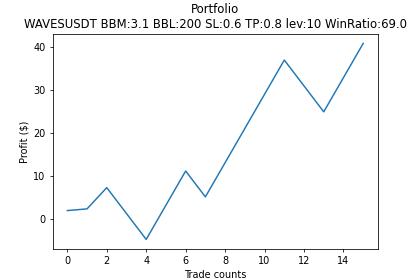 Portfolio
WAVESUSDT BBM:3.1 BBL:200 SL:0.6 TP:0.8 lev:10 WinRatio:69.0
Profit ($)
40
30
20
10
0
0 2 4 6 8 10 12 14
Trade counts